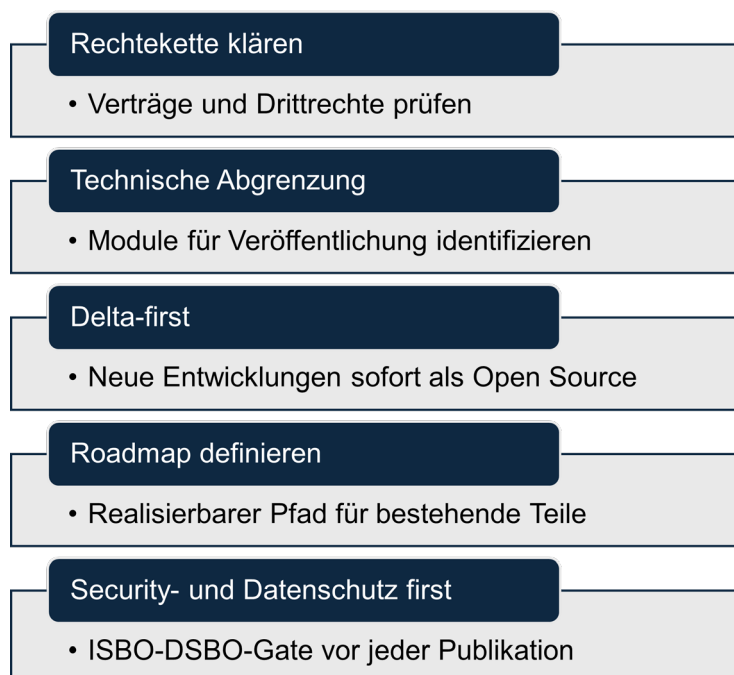 Rechtekette klären
• Verträge und Drittrechte prüfen
Technische Abgrenzung
• Module für Veröffentlichung identifizieren
Delta-first
• Neue Entwicklungen sofort als Open Source
Roadmap definieren
• Realisierbarer Pfad für bestehende Teile
Security- und Datenschutz first
• ISBO-DSBO-Gate vor jeder Publikation